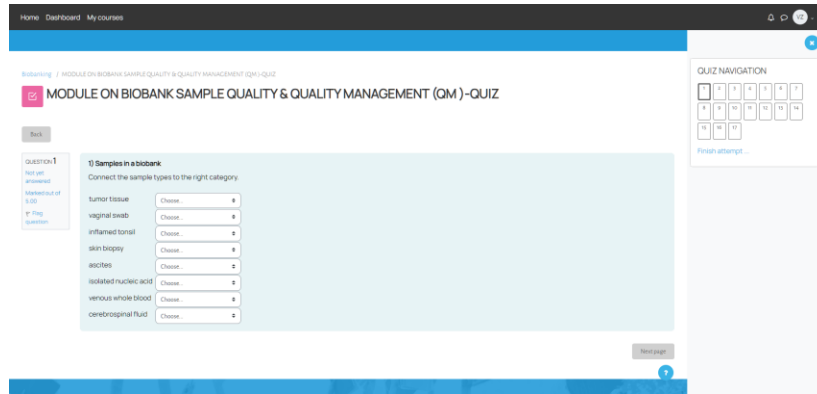 Home Dashboard My courses
VZ
Biobanking / MODULE ON BIOBANK SAMPLE QUALITY & QUALITY MANAGEMENT (QM)-QUIZ
MODULE ON BIOBANK SAMPLE QUALITY & QUALITY MANAGEMENT (QM )-QUIZ
Back
QUESTION 1
Not yet
answered
Marked out of
5.00
Flag
question
1) Samples in a biobank
Connect the sample types to the right category.
tumor tissue Choose...
vaginal swab Choose...
inflamed tonsil Choose...
skin biopsy Choose...
ascites Choose...
isolated nucleic acid Choose...
venous whole blood Choose...
cerebrospinal fluid Choose...
Next page
?
QUIZ NAVIGATION
1 2 3 4 5 6 7
8 9 10 11 12 13 14
15 16 17
Finish attempt ...